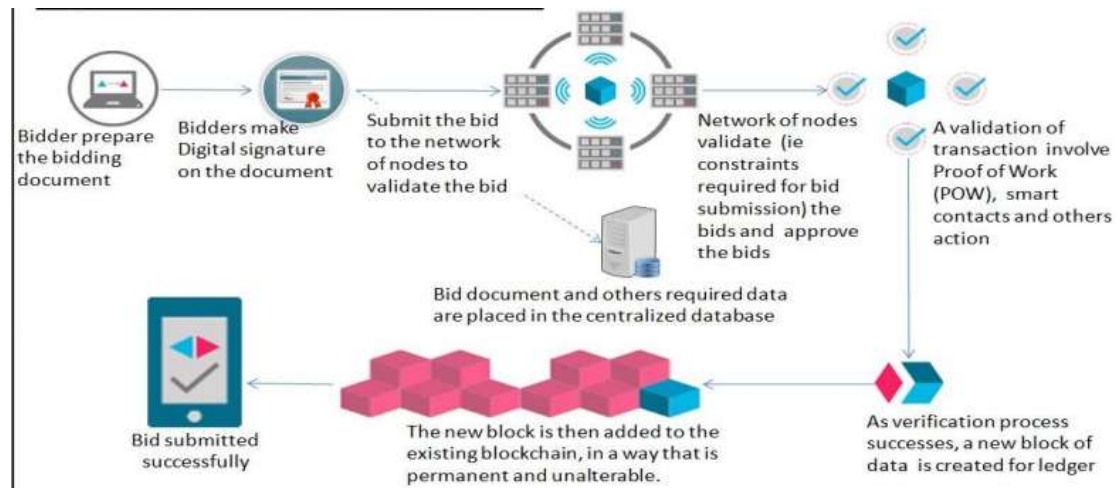 Bidder prepare
the bidding
document
Bidders make
Digital signature
on the document
Submit the bid
to the network
of nodes to
validate the bid
Network of nodes
validate (ie
constraints
required for bid
submission) the
bids and approve
the bids
A validation of
transaction involve
Proof of Work
(POW), smart
contacts and others
action
Bid document and others required data
are placed in the centralized database
As verification process
successes, a new block of
data is created for ledger
The new block is then added to the
existing blockchain, in a way that is
permanent and unalterable.
Bid submitted
successfully